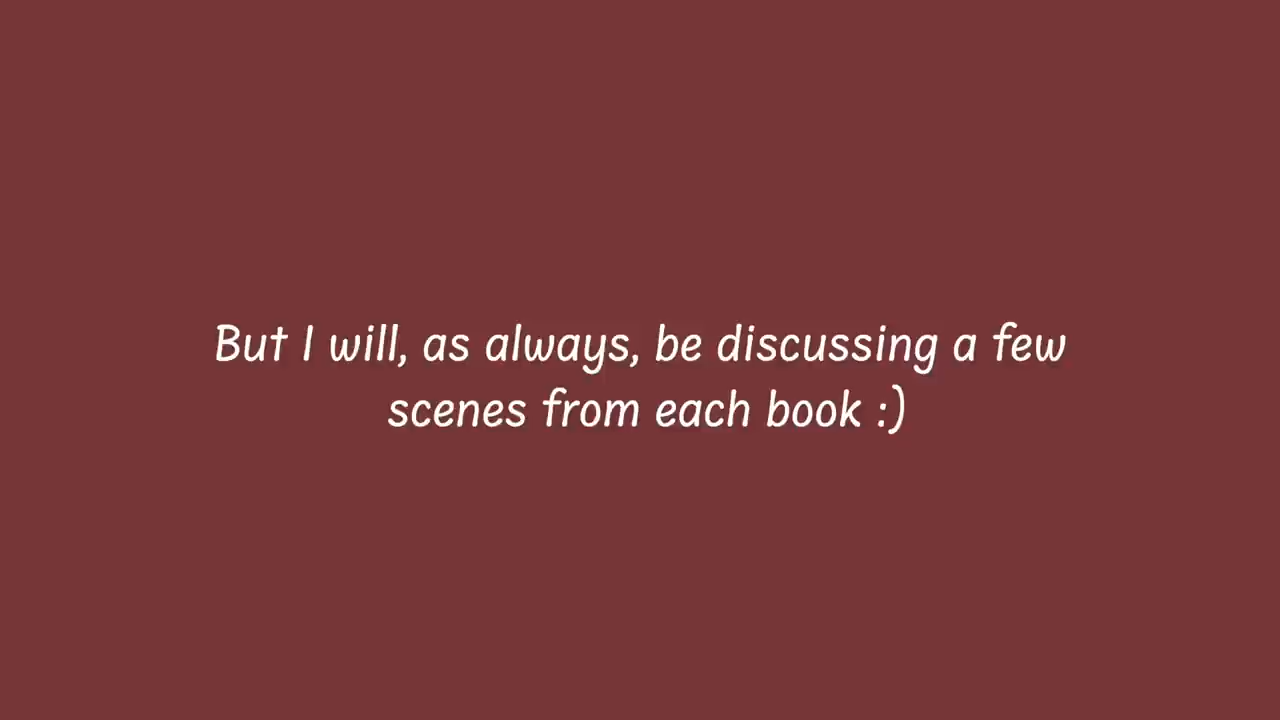 But I will, as always, be discussing a few
scenes from each book :)